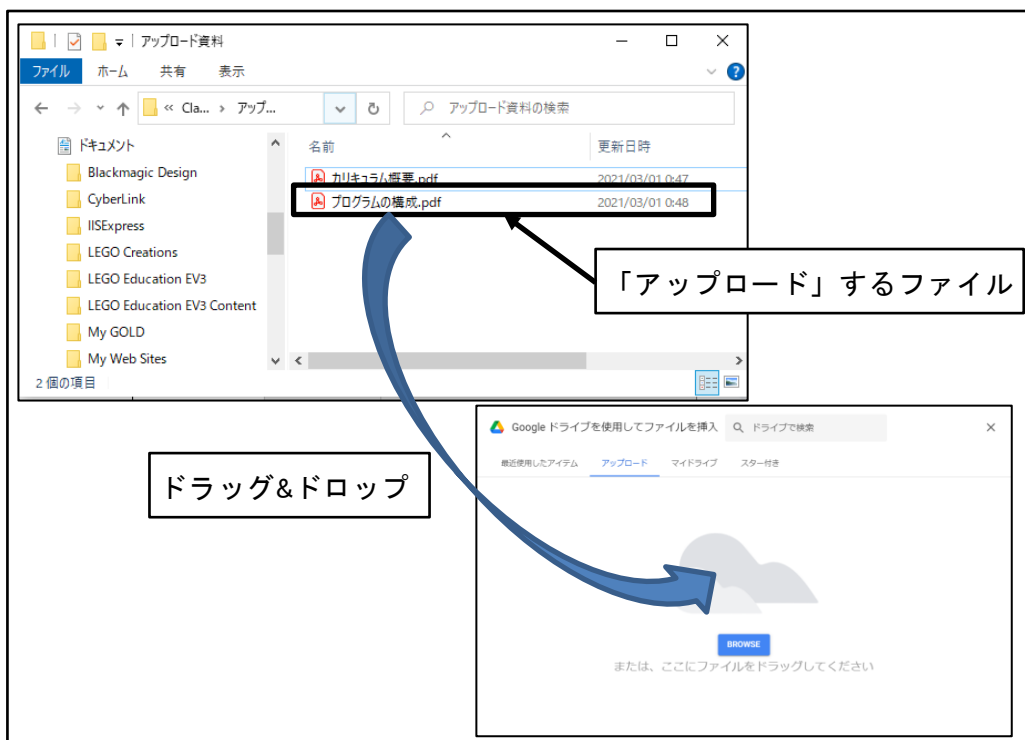 アップロード資料
ファイル ホーム 共有 表示
« Cla... › アップ... アップロード資料の検索
ドキュメント
Blackmagic Design
CyberLink
IISExpress
LEGO Creations
LEGO Education EV3
LEGO Education EV3 Content
My GOLD
My Web Sites
2 個の項目
名前 更新日時
カリキュラム概要.pdf 2021/03/01 0:47
プログラムの構成.pdf 2021/03/01 0:48
「アップロード」するファイル
ドラッグ&ドロップ
Google ドライブを使用してファイルを挿入 ドライブで検索
最近使用したアイテム アップロード マイドライブ スター付き
BROWSE
または、ここにファイルをドラッグしてください